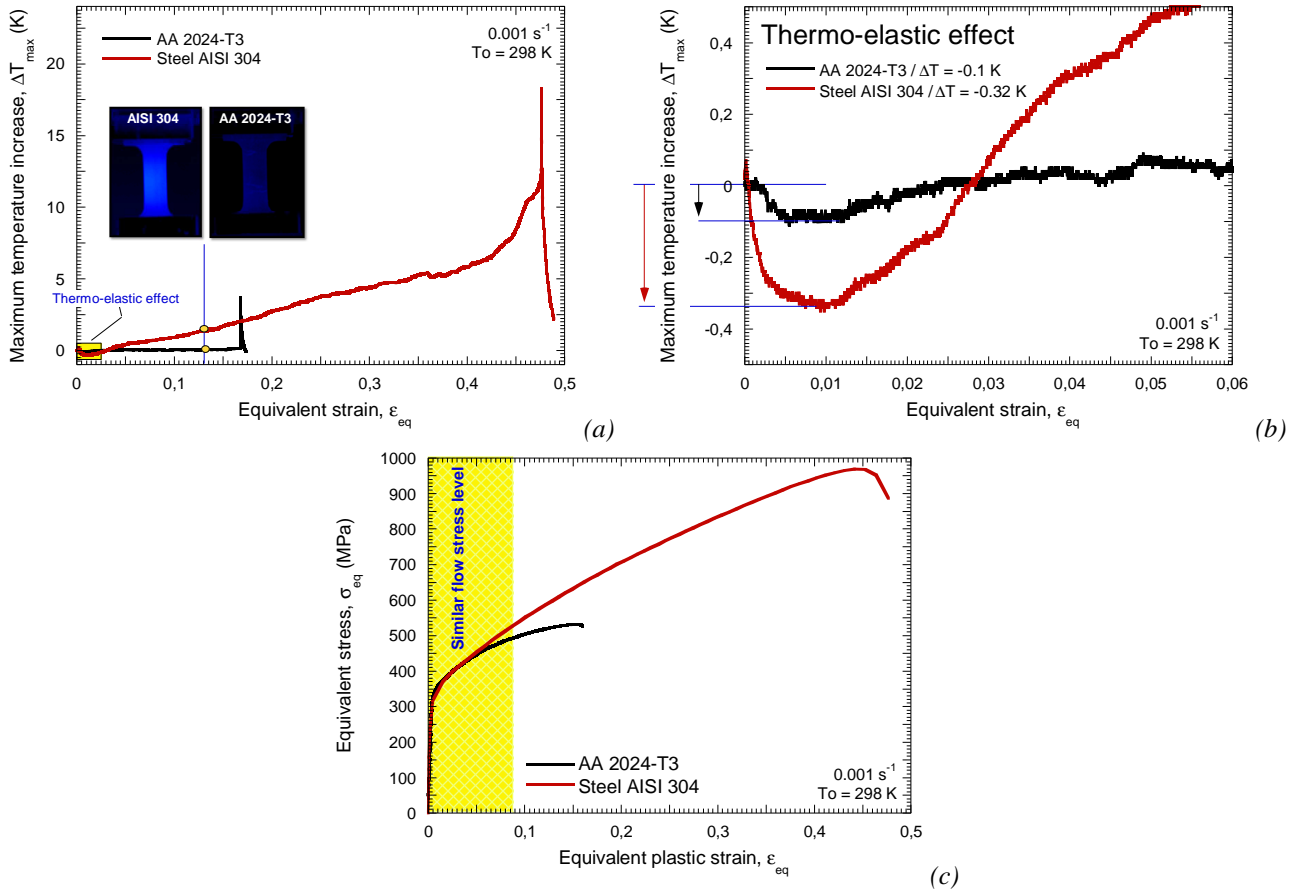 Maximum temperature increase, ΔT_max (K)
AA 2024-T3
Steel AISI 304
0.001 s⁻¹
To = 298 K
AISI 304
AA 2024-T3
Thermo-elastic effect
20
15
10
5
0
0 0,1 0,2 0,3 0,4 0,5
Equivalent strain, ε_eq
(a)
Maximum temperature increase, ΔT_max (K)
Thermo-elastic effect
AA 2024-T3 / ΔT = -0.1 K
Steel AISI 304 / ΔT = -0.32 K
0,4
0,2
0
-0,2
-0,4
0.001 s⁻¹
To = 298 K
0 0,01 0,02 0,03 0,04 0,05 0,06
Equivalent strain, ε_eq
(b)
Equivalent stress, σ_eq (MPa)
1000
900
800
700
600
500
400
300
200
100
0
Similar flow stress level
AA 2024-T3
Steel AISI 304
0.001 s⁻¹
To = 298 K
0 0,1 0,2 0,3 0,4 0,5
Equivalent plastic strain, ε_eq
(c)